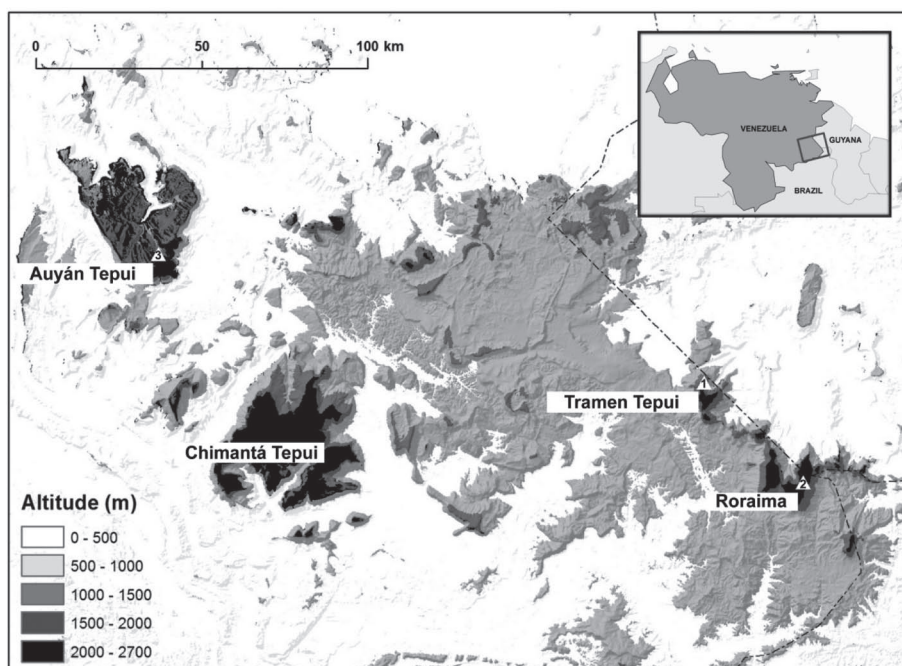 0 50 100 km
VENEZUELA
GUYANA
BRAZIL
3
Auyán Tepui
1
Tramen Tepui
Chimantá Tepui
2
Roraima
Altitude (m)
0 - 500
500 - 1000
1000 - 1500
1500 - 2000
2000 - 2700